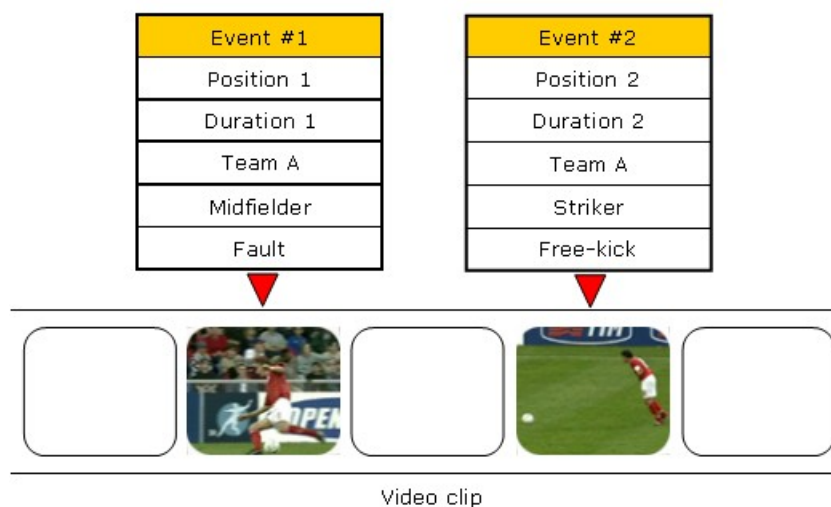 Event #1
Position 1
Duration 1
Team A
Midfielder
Fault
Event #2
Position 2
Duration 2
Team A
Striker
Free-kick
OPEN
TIM
Video clip